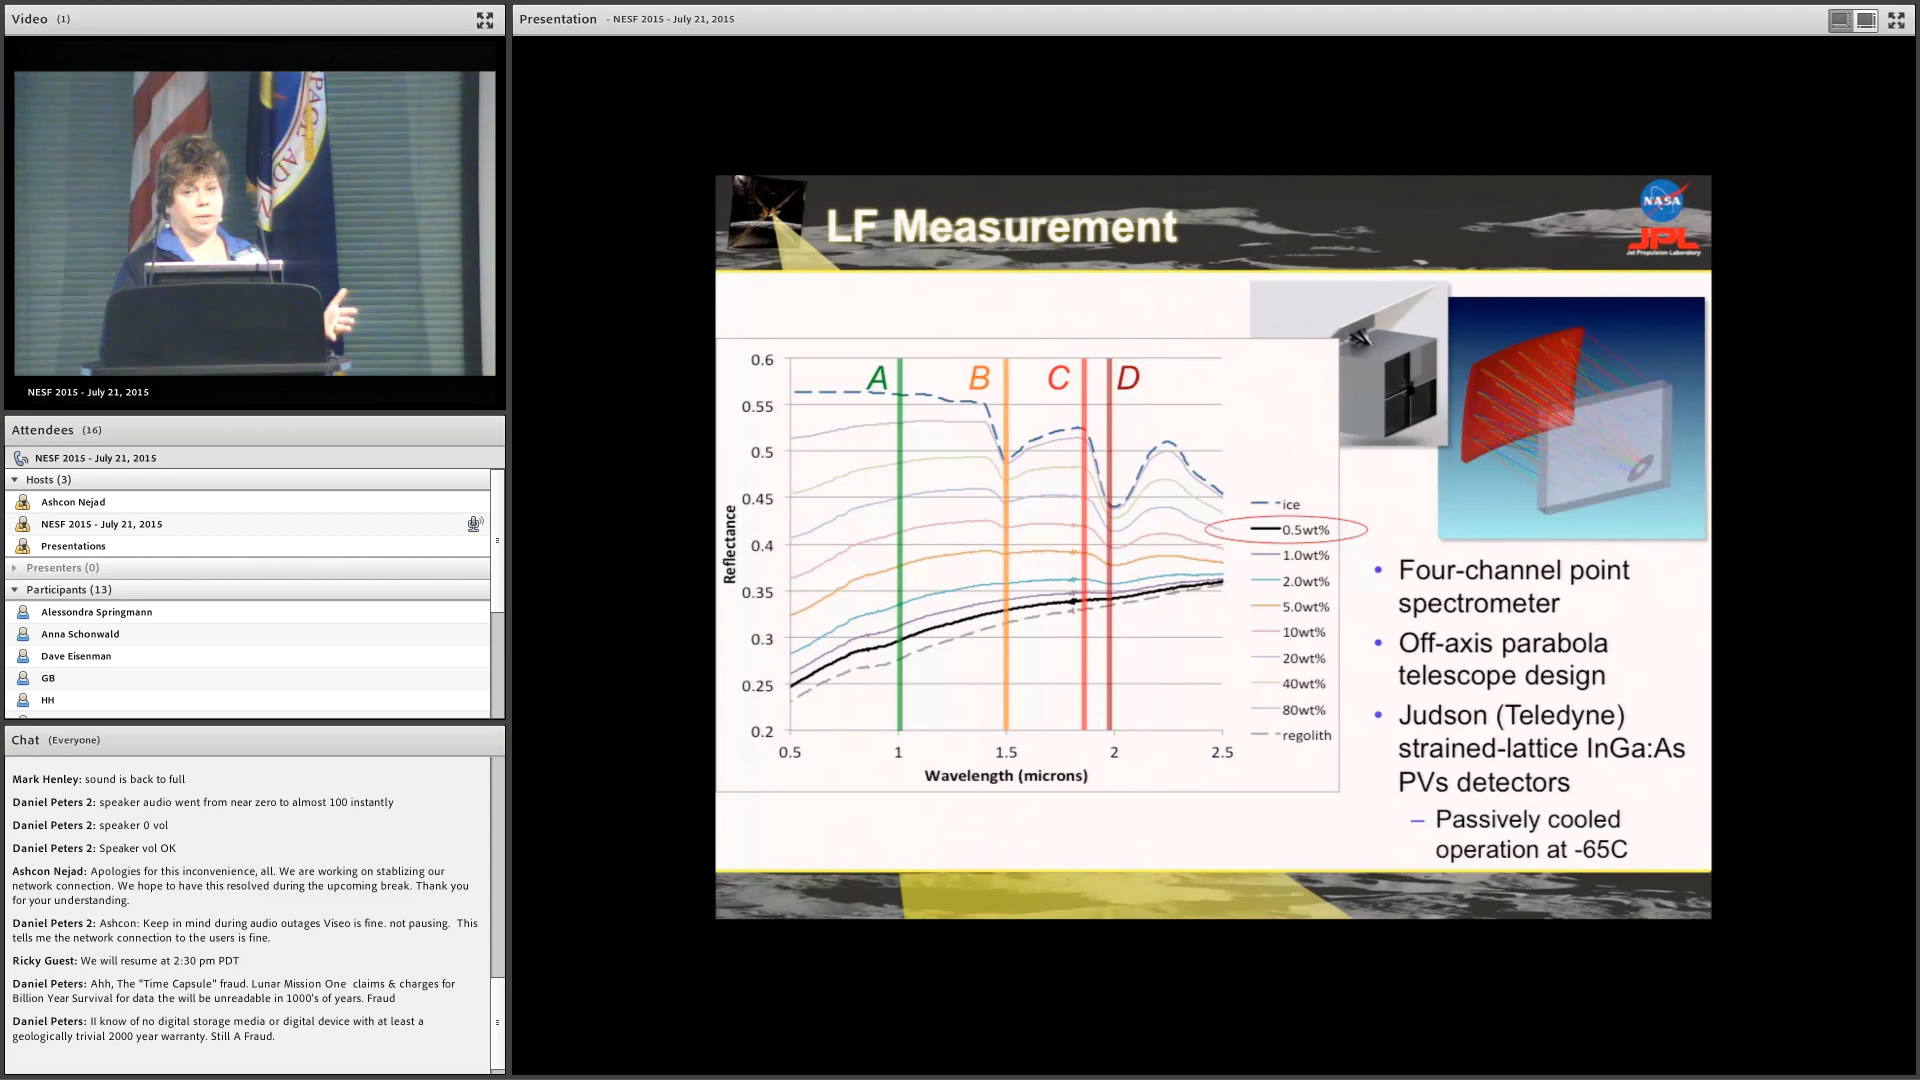 Video (1)
PACE AD
N
NESF 2015 - July 21, 2015
Attendees (16)
NESF 2015 - July 21, 2015
Hosts (3)
Ashcon Nejad
NESF 2015 - July 21, 2015
Presentations
Presenters (0)
Participants (13)
Alessondra Springmann
Anna Schonwald
Dave Eisenman
GB
HH
Chat (Everyone)
Mark Henley: sound is back to full
Daniel Peters 2: speaker audio went from near zero to almost 100 instantly
Daniel Peters 2: speaker 0 vol
Daniel Peters 2: Speaker vol OK
Ashcon Nejad: Apologies for this inconvenience, all. We are working on stablizing our
network connection. We hope to have this resolved during the upcoming break. Thank you
for your understanding.
Daniel Peters 2: Ashcon: Keep in mind during audio outages Viseo is fine. not pausing. This
tells me the network connection to the users is fine.
Ricky Guest: We will resume at 2:30 pm PDT
Daniel Peters: Ahh, The "Time Capsule" fraud. Lunar Mission One claims & charges for
Billion Year Survival for data the will be unreadable in 1000's of years. Fraud
Daniel Peters: II know of no digital storage media or digital device with at least a
geologically trivial 2000 year warranty. Still A Fraud.
Presentation - NESF 2015 - July 21, 2015
LF Measurement
NASA
JPL
Jet Propulsion Laboratory
A B C D
Reflectance
0.6
0.55
0.5
0.45
0.4
0.35
0.3
0.25
0.2
0.5 1 1.5 2 2.5
Wavelength (microns)
ice
0.5wt%
1.0wt%
2.0wt%
5.0wt%
10wt%
20wt%
40wt%
80wt%
regolith
• Four-channel point
spectrometer
• Off-axis parabola
telescope design
• Judson (Teledyne)
strained-lattice InGa:As
PVs detectors
– Passively cooled
operation at -65C